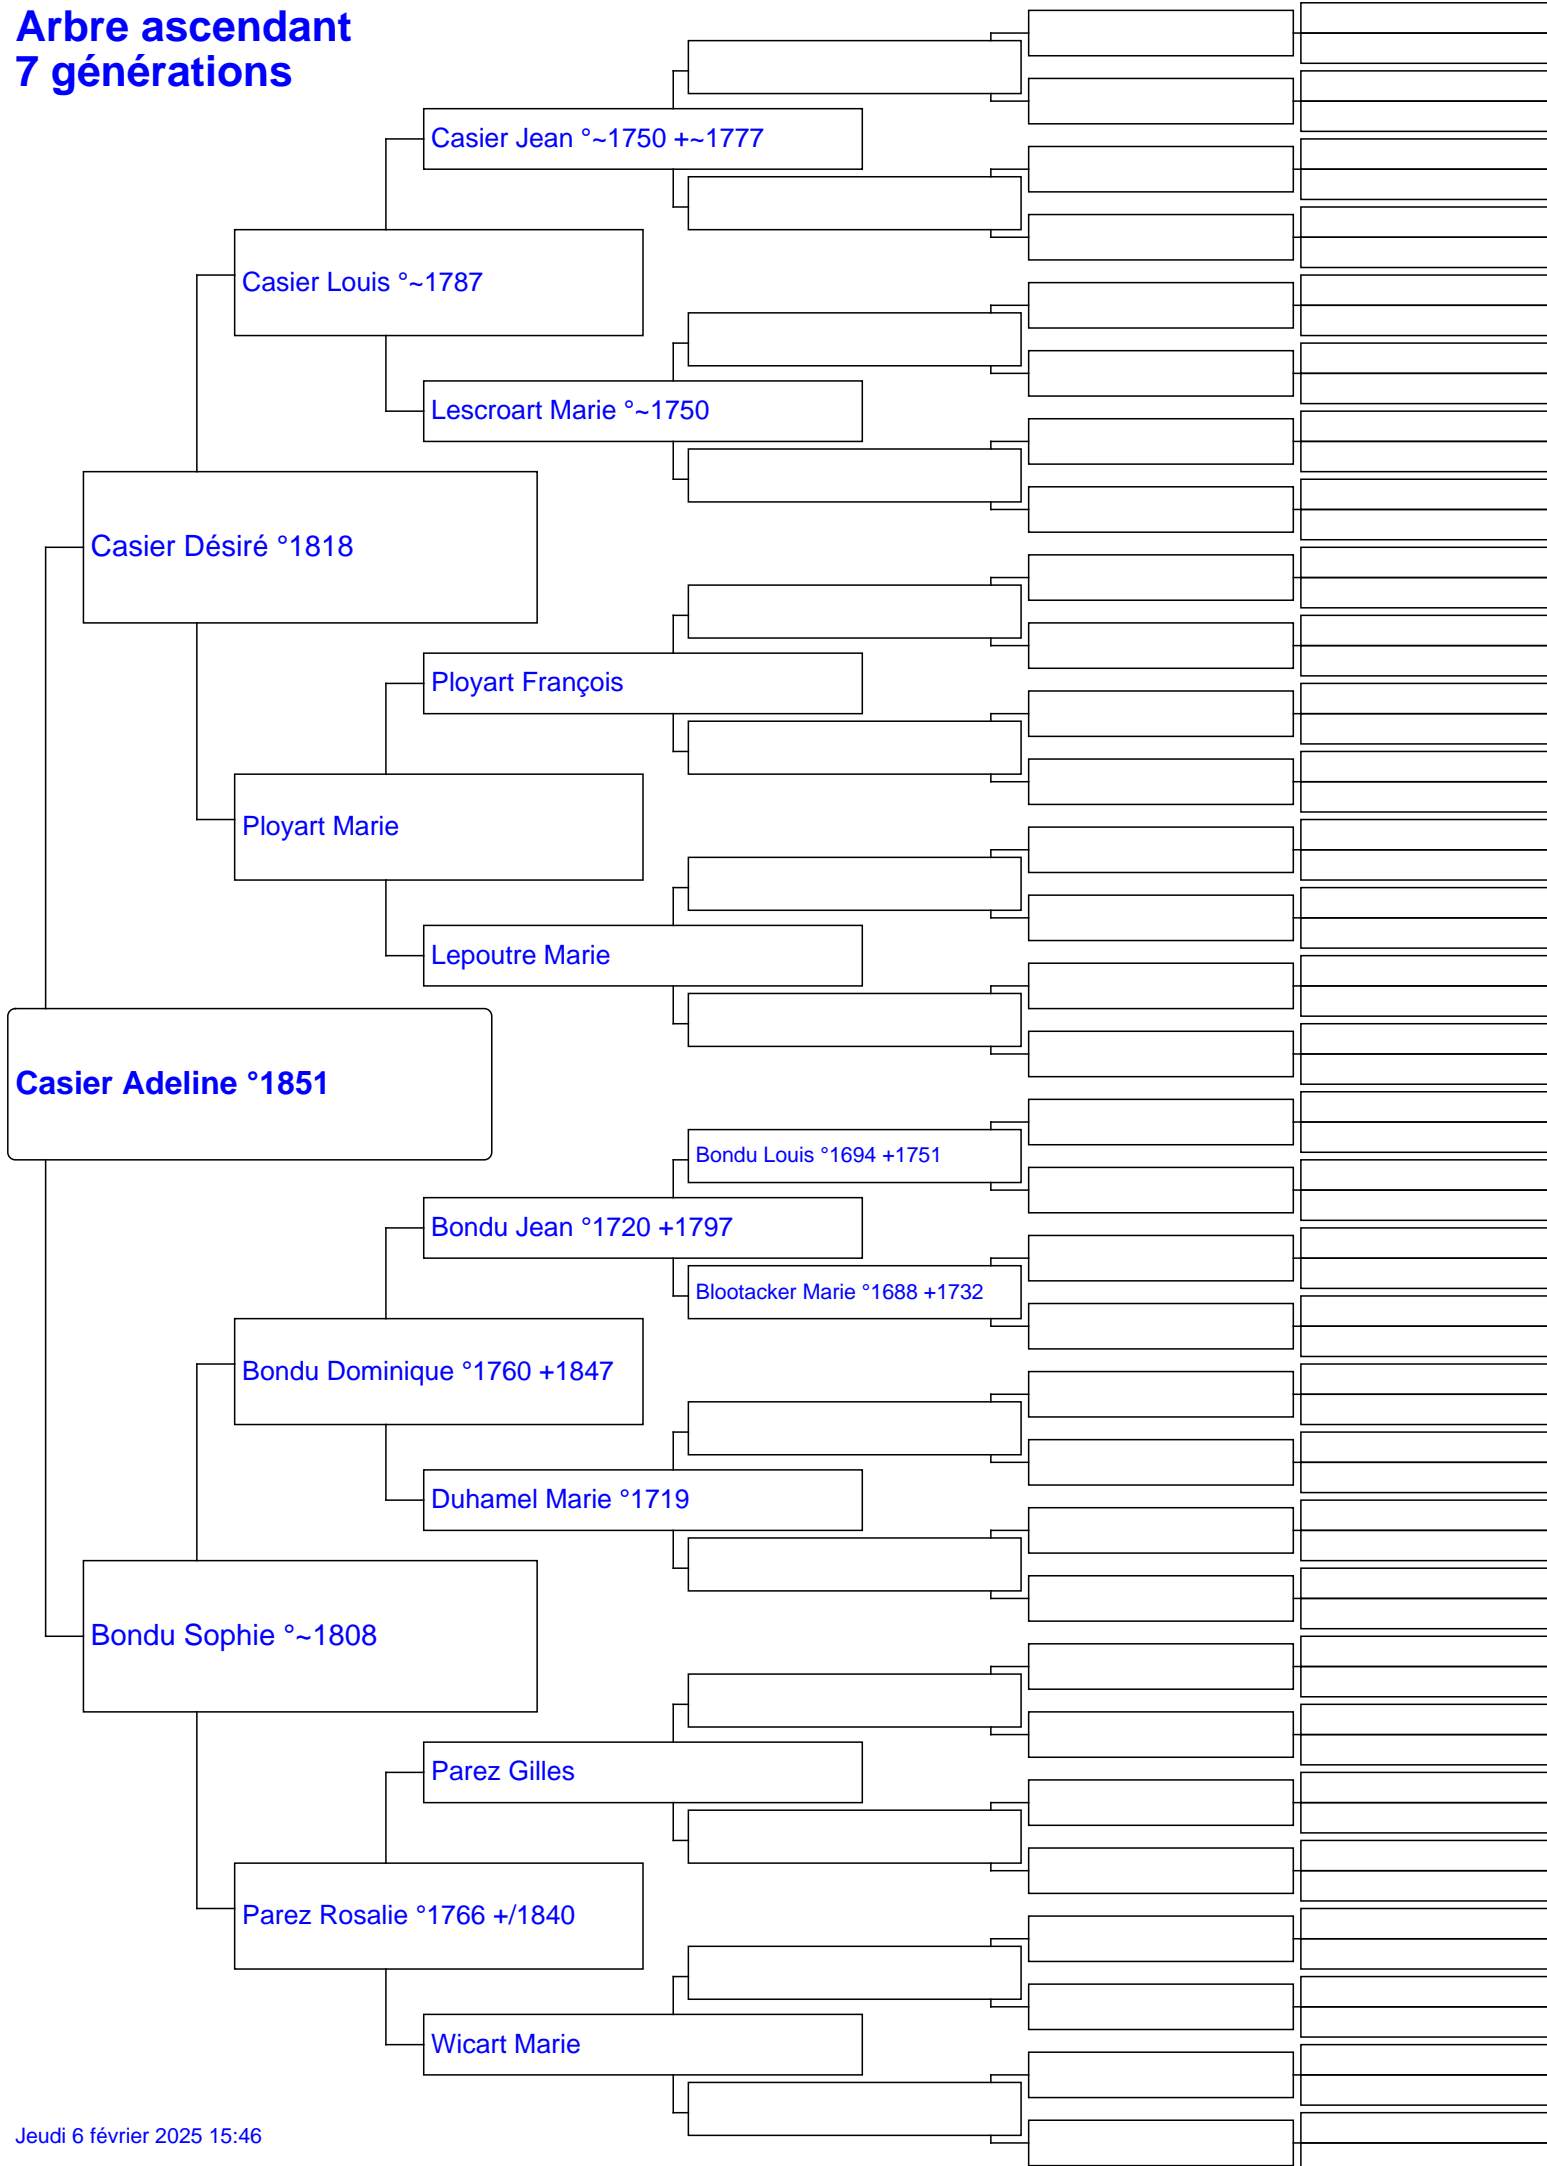 Arbre ascendant
7 générations
Casier Jean °~1750 +~1777
Casier Louis °~1787
Lescroart Marie °~1750
Casier Désiré °1818
Ployart François
Ployart Marie
Lepoutre Marie
Casier Adeline °1851
Bondu Louis °1694 +1751
Bondu Jean °1720 +1797
Blootacker Marie °1688 +1732
Bondu Dominique °1760 +1847
Duhamel Marie °1719
Bondu Sophie °~1808
Parez Gilles
Parez Rosalie °1766 +/1840
Wicart Marie
Jeudi 6 février 2025 15:46